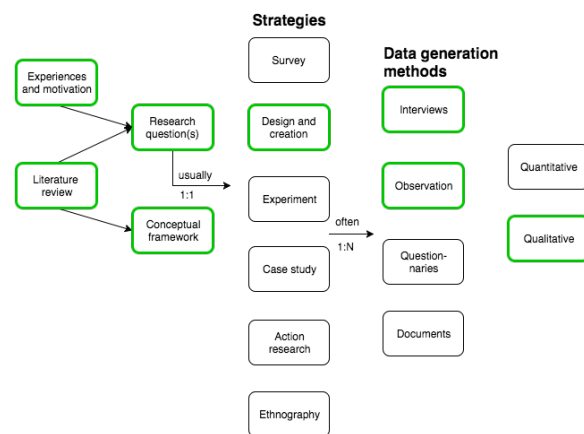 Strategies
Data generation
methods
Experiences
and motivation
Literature
review
Research
question(s)
Conceptual
framework
usually
1:1
Survey
Design and
creation
Experiment
Case study
Action
research
Ethnography
often
1:N
Interviews
Observation
Question-
naries
Documents
Quantitative
Qualitative